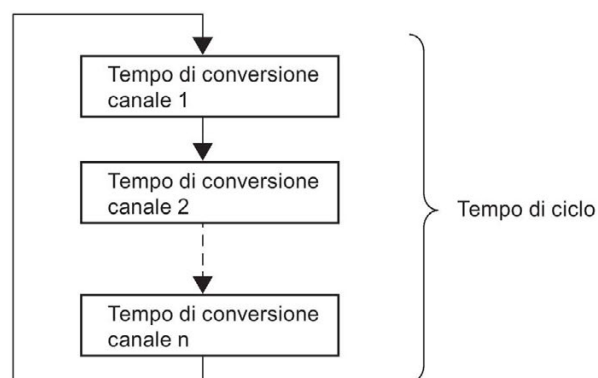 Tempo di conversione
canale 1
Tempo di conversione
canale 2
Tempo di ciclo
Tempo di conversione
canale n